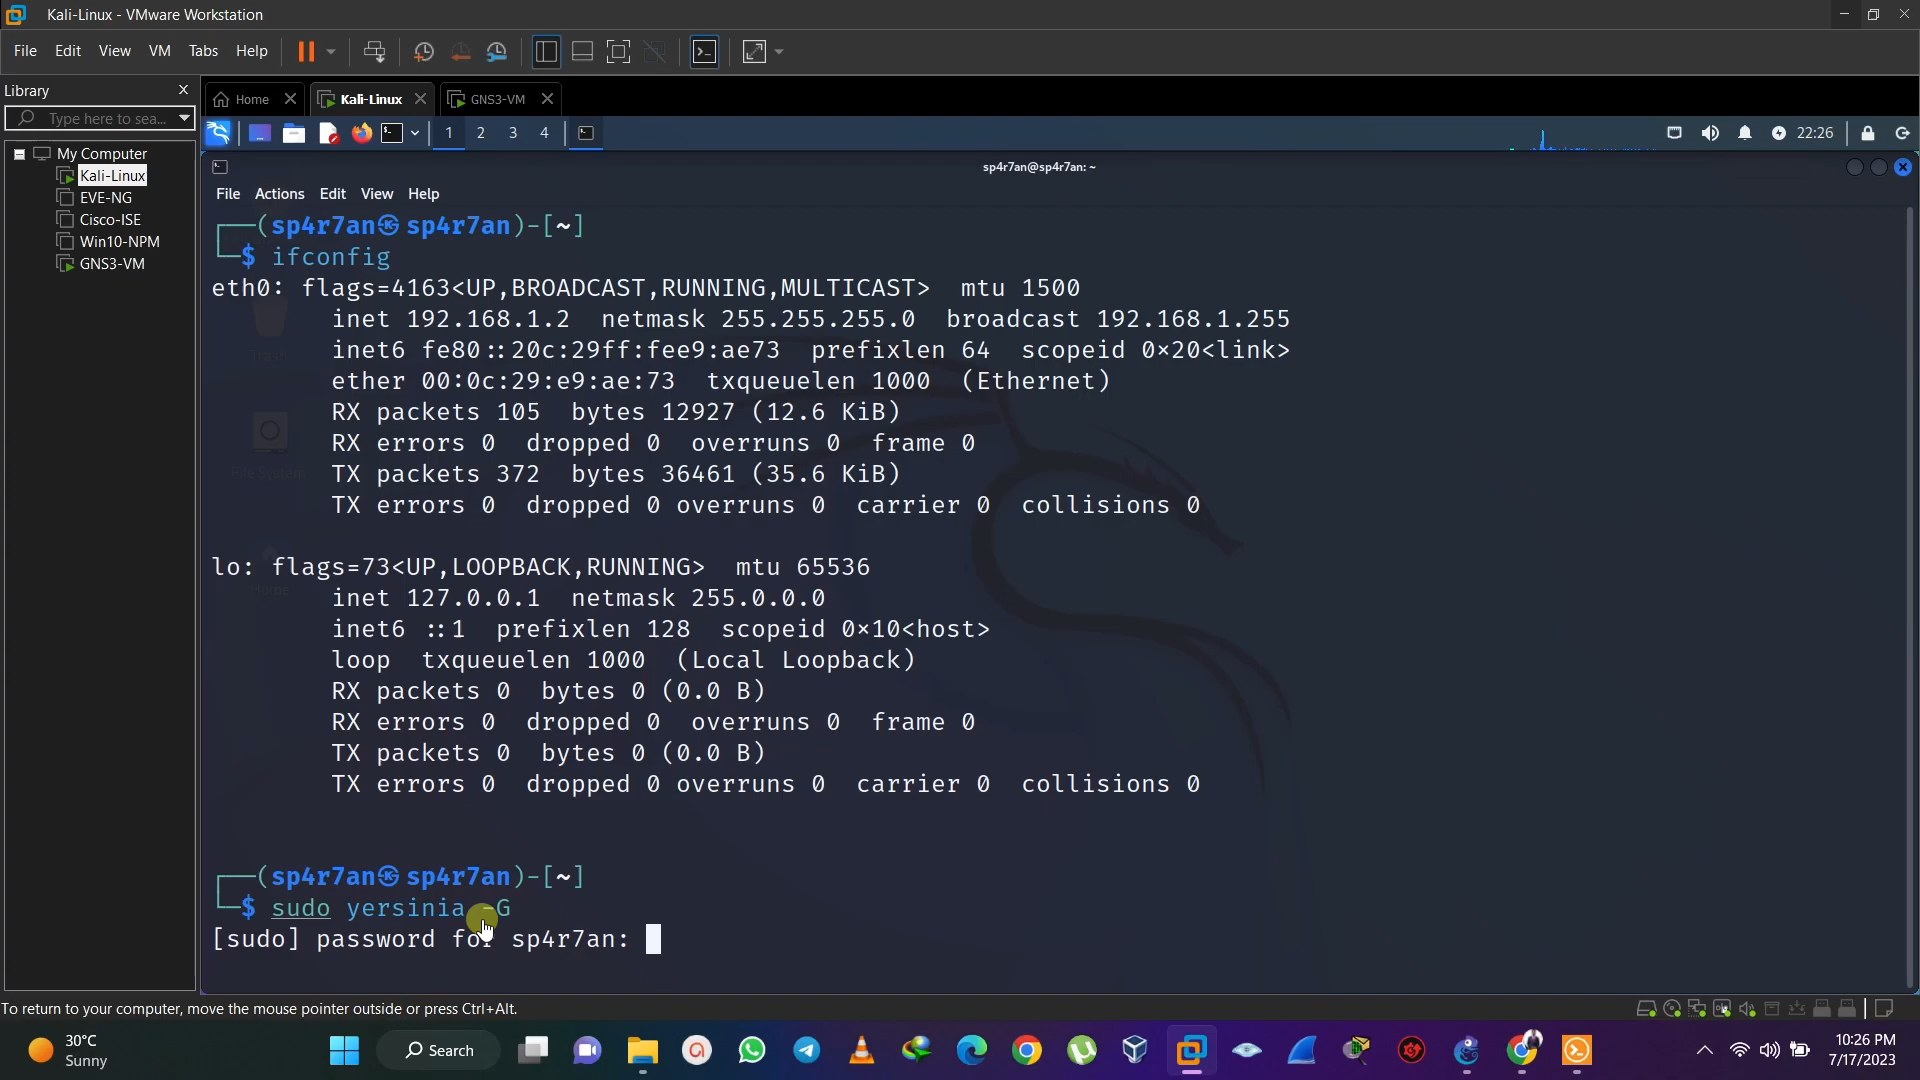 Kali-Linux - VMware Workstation
File Edit View VM Tabs Help
Library
Type here to sea...
My Computer
Kali-Linux
EVE-NG
Cisco-ISE
Win10-NPM
GNS3-VM
Home Kali-Linux GNS3-VM
1 2 3 4
22:26
sp4r7an@sp4r7an: ~
File Actions Edit View Help
┌──(sp4r7an㉿sp4r7an)-[~]
└─$ ifconfig
eth0: flags=4163<UP,BROADCAST,RUNNING,MULTICAST>  mtu 1500
        inet 192.168.1.2  netmask 255.255.255.0  broadcast 192.168.1.255
        inet6 fe80::20c:29ff:fee9:ae73  prefixlen 64  scopeid 0x20<link>
        ether 00:0c:29:e9:ae:73  txqueuelen 1000  (Ethernet)
        RX packets 105  bytes 12927 (12.6 KiB)
        RX errors 0  dropped 0  overruns 0  frame 0
        TX packets 372  bytes 36461 (35.6 KiB)
        TX errors 0  dropped 0 overruns 0  carrier 0  collisions 0
lo: flags=73<UP,LOOPBACK,RUNNING>  mtu 65536
        inet 127.0.0.1  netmask 255.0.0.0
        inet6 ::1  prefixlen 128  scopeid 0x10<host>
        loop  txqueuelen 1000  (Local Loopback)
        RX packets 0  bytes 0 (0.0 B)
        RX errors 0  dropped 0  overruns 0  frame 0
        TX packets 0  bytes 0 (0.0 B)
        TX errors 0  dropped 0 overruns 0  carrier 0  collisions 0
┌──(sp4r7an㉿sp4r7an)-[~]
└─$ sudo yersinia -G
[sudo] password for sp4r7an:
Trash
File System
Home
To return to your computer, move the mouse pointer outside or press Ctrl+Alt.
30°C
Sunny
Search
10:26 PM
7/17/2023